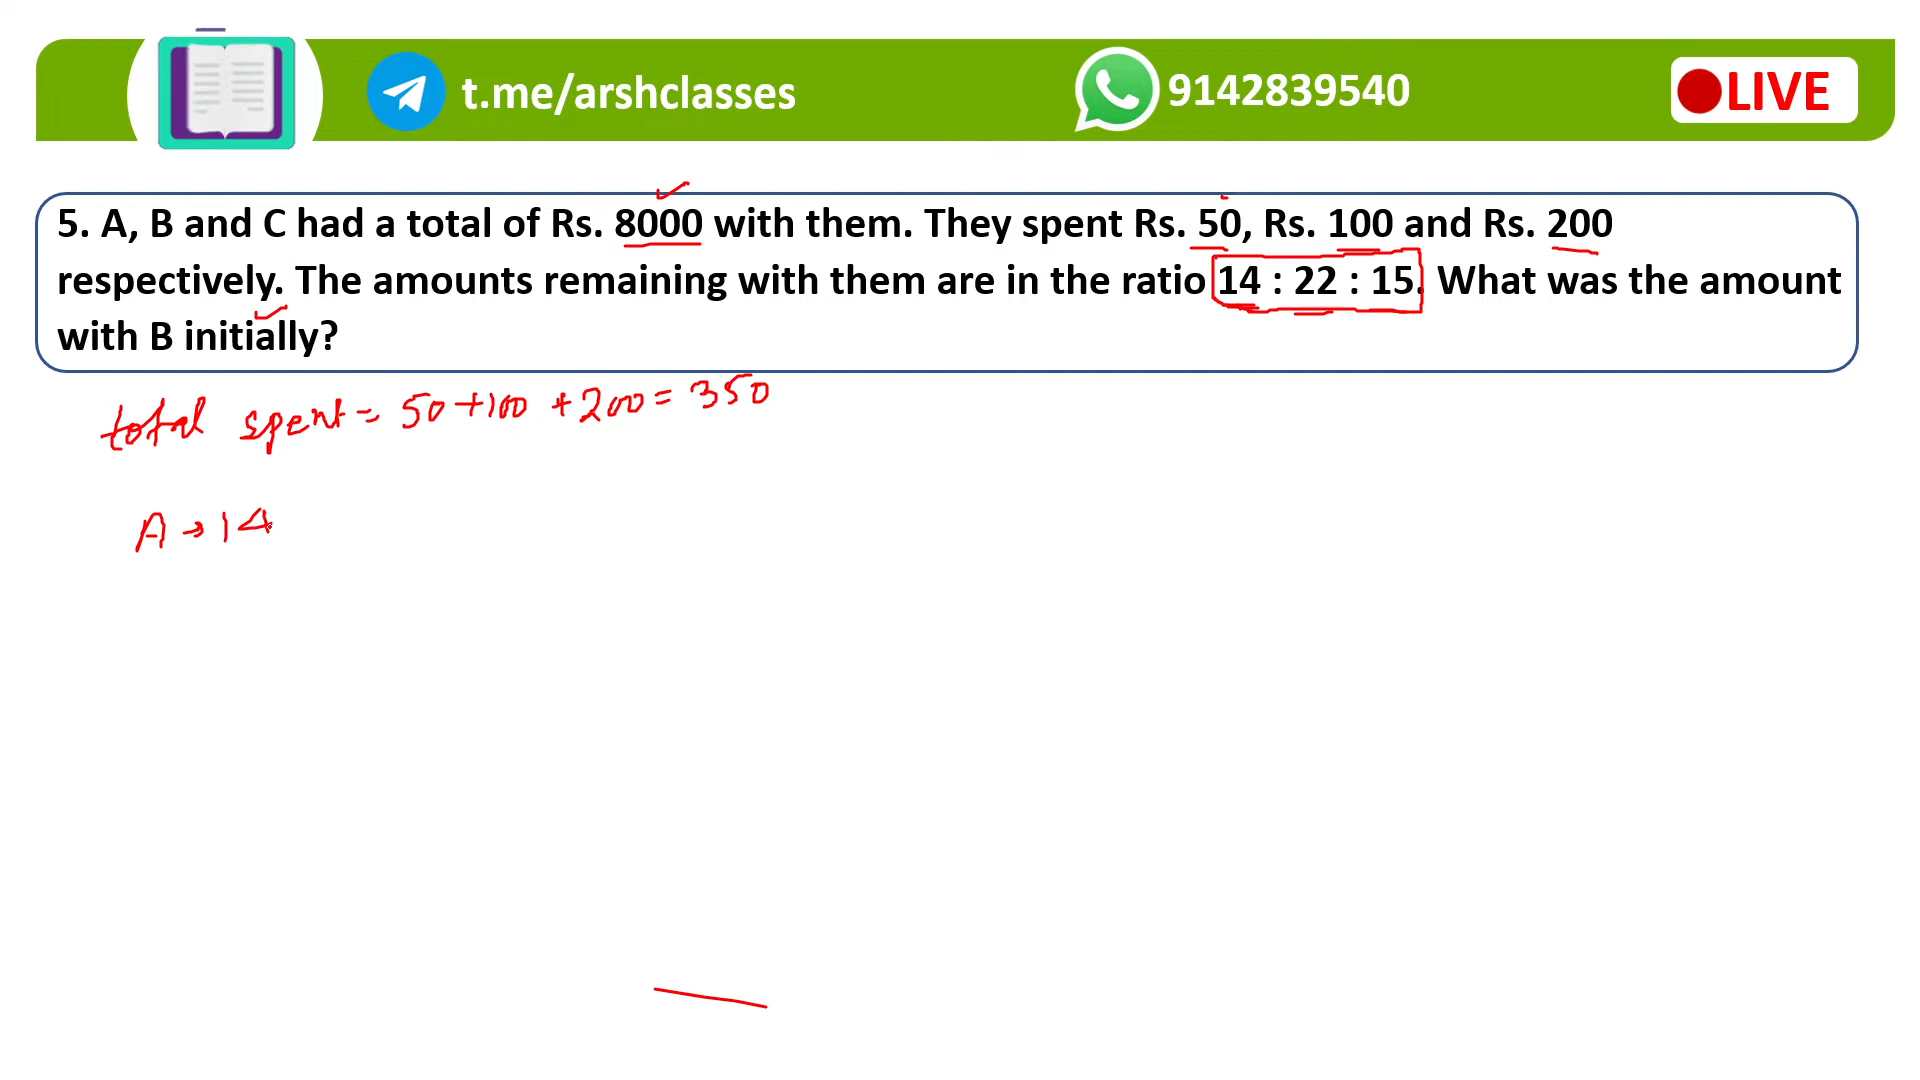 t.me/arshclasses
9142839540
LIVE
5. A, B and C had a total of Rs. 8000 with them. They spent Rs. 50, Rs. 100 and Rs. 200
respectively. The amounts remaining with them are in the ratio 14 : 22 : 15. What was the amount
with B initially?
total spent = 50+100 +200 = 350
A → 14